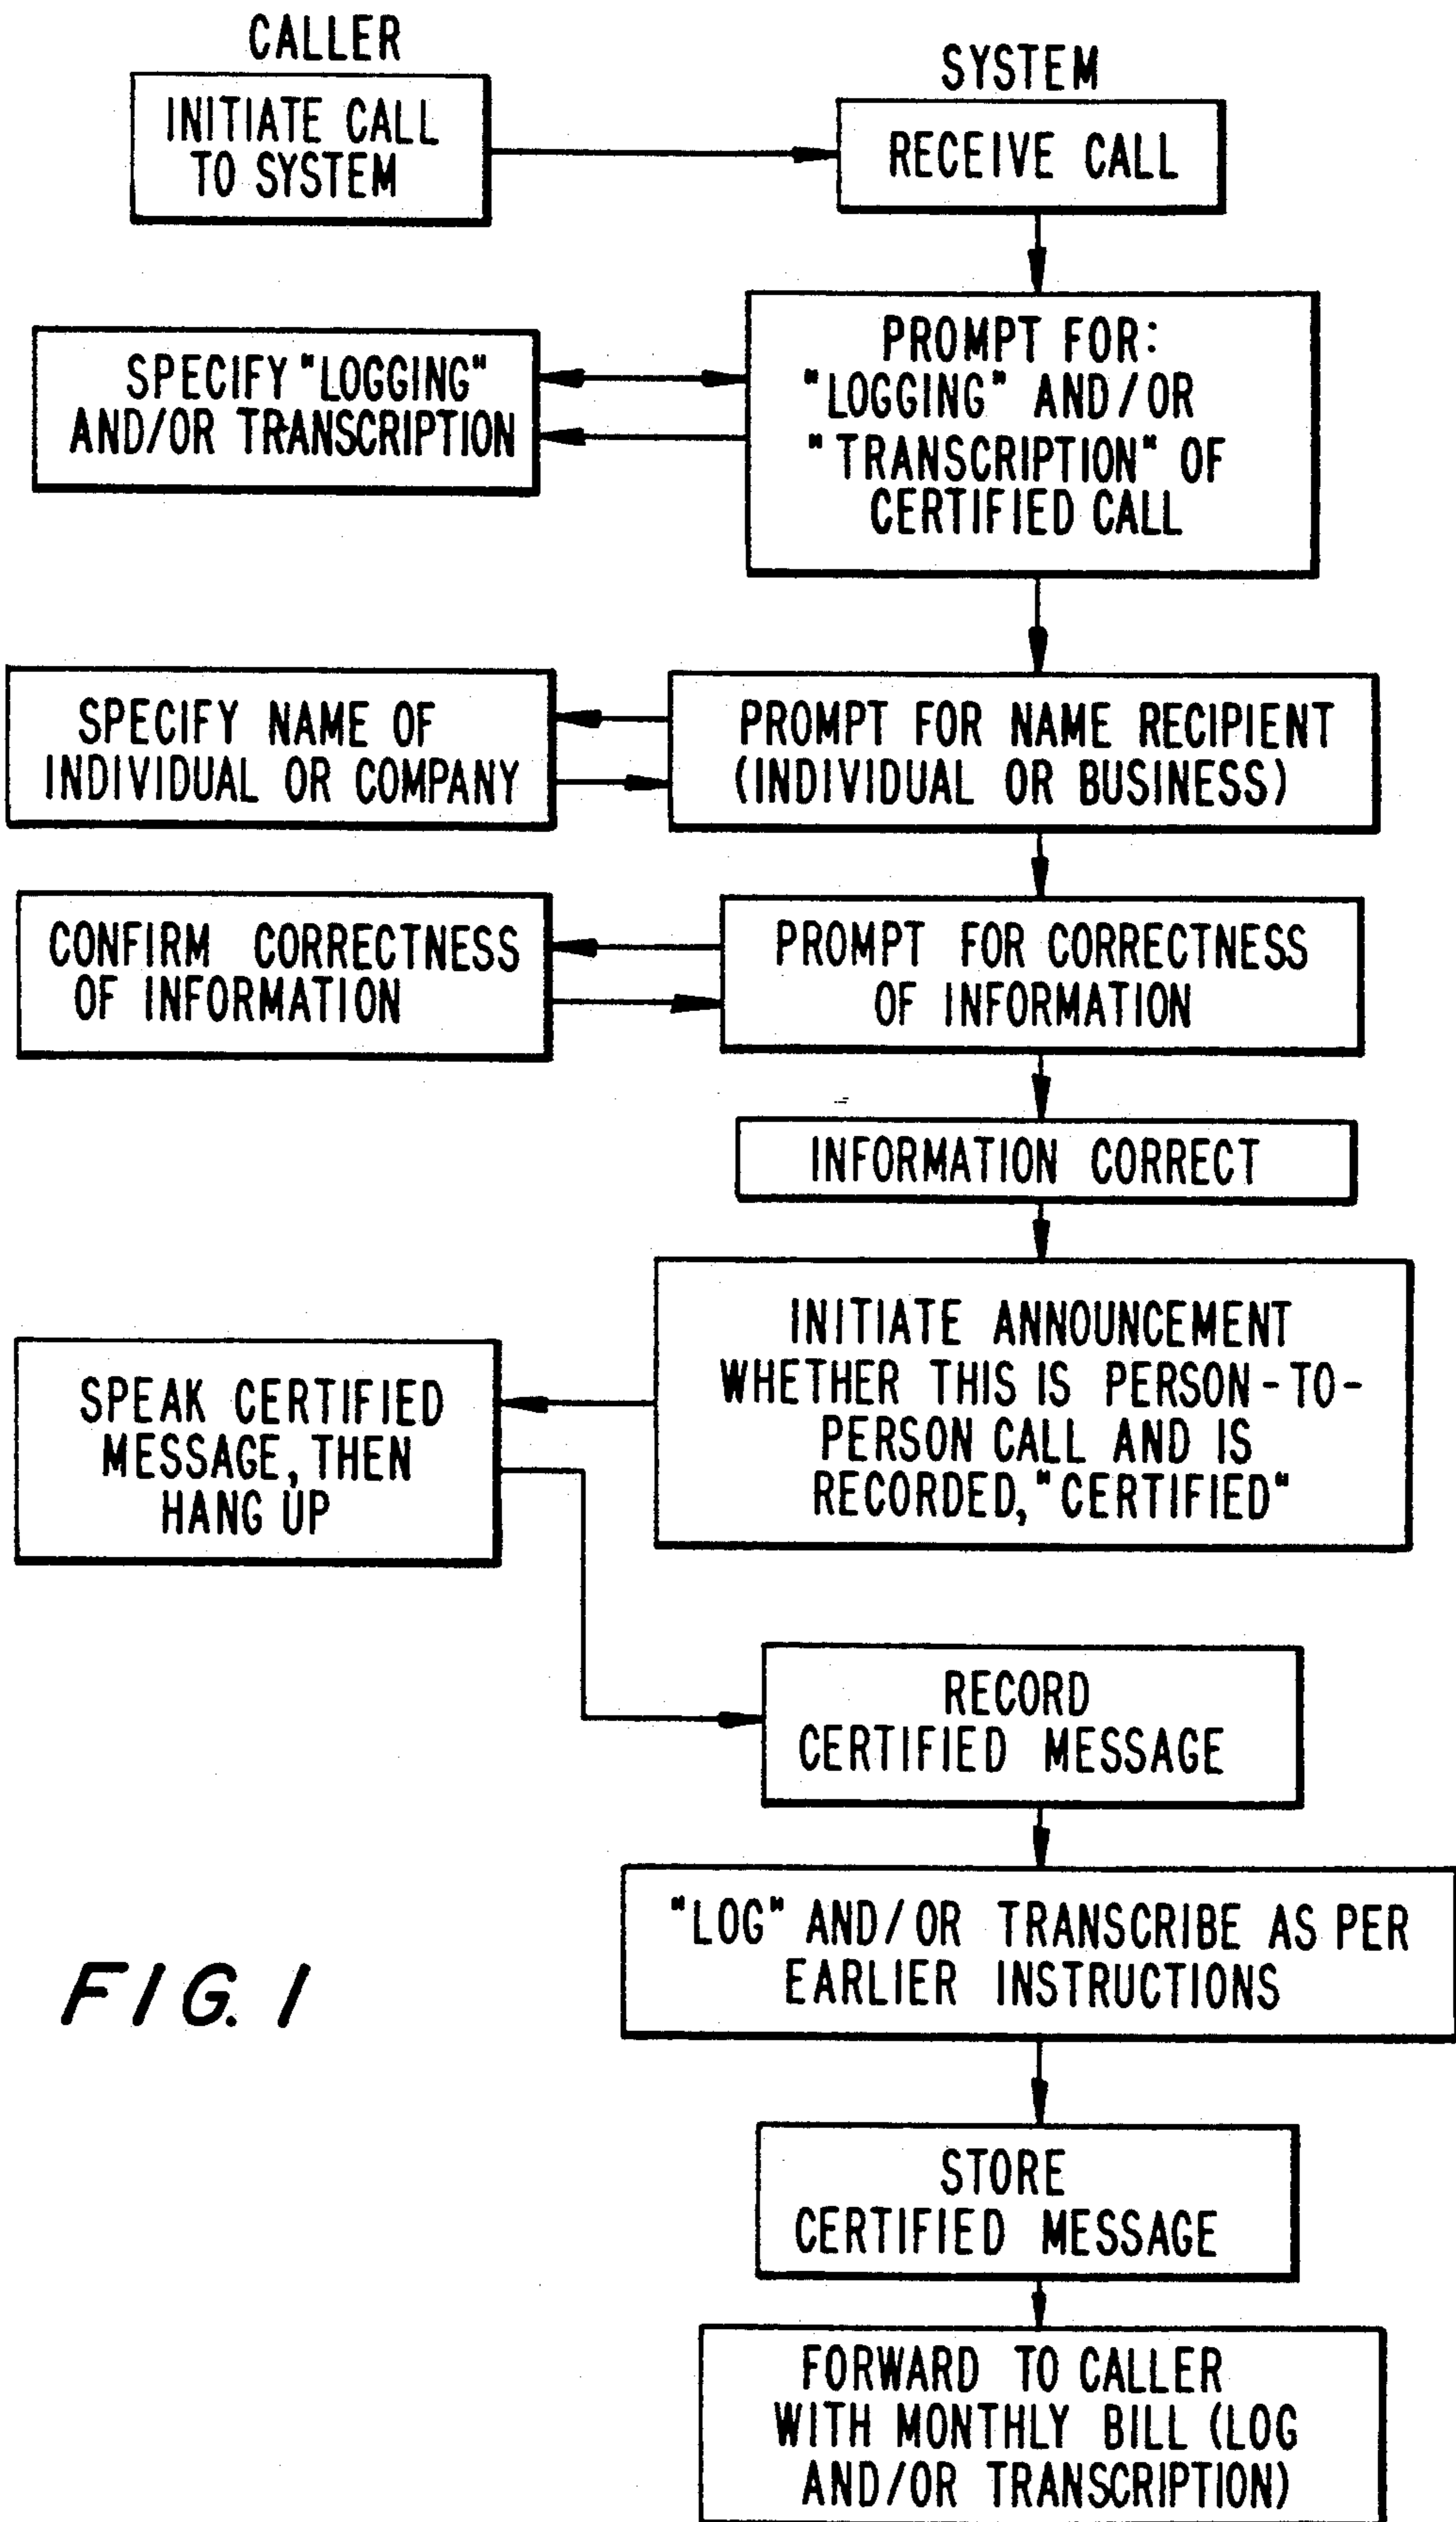 CALLER
INITIATE CALL
TO SYSTEM
SYSTEM
RECEIVE CALL
SPECIFY "LOGGING"
AND/OR TRANSCRIPTION
PROMPT FOR:
"LOGGING" AND/OR
"TRANSCRIPTION" OF
CERTIFIED CALL
SPECIFY NAME OF
INDIVIDUAL OR COMPANY
PROMPT FOR NAME RECIPIENT
(INDIVIDUAL OR BUSINESS)
CONFIRM CORRECTNESS
OF INFORMATION
PROMPT FOR CORRECTNESS
OF INFORMATION
INFORMATION CORRECT
INITIATE ANNOUNCEMENT
WHETHER THIS IS PERSON-TO-
PERSON CALL AND IS
RECORDED, "CERTIFIED"
SPEAK CERTIFIED
MESSAGE, THEN
HANG UP
RECORD
CERTIFIED MESSAGE
"LOG" AND/OR TRANSCRIBE AS PER
EARLIER INSTRUCTIONS
STORE
CERTIFIED MESSAGE
FORWARD TO CALLER
WITH MONTHLY BILL (LOG
AND/OR TRANSCRIPTION)
FIG. 1